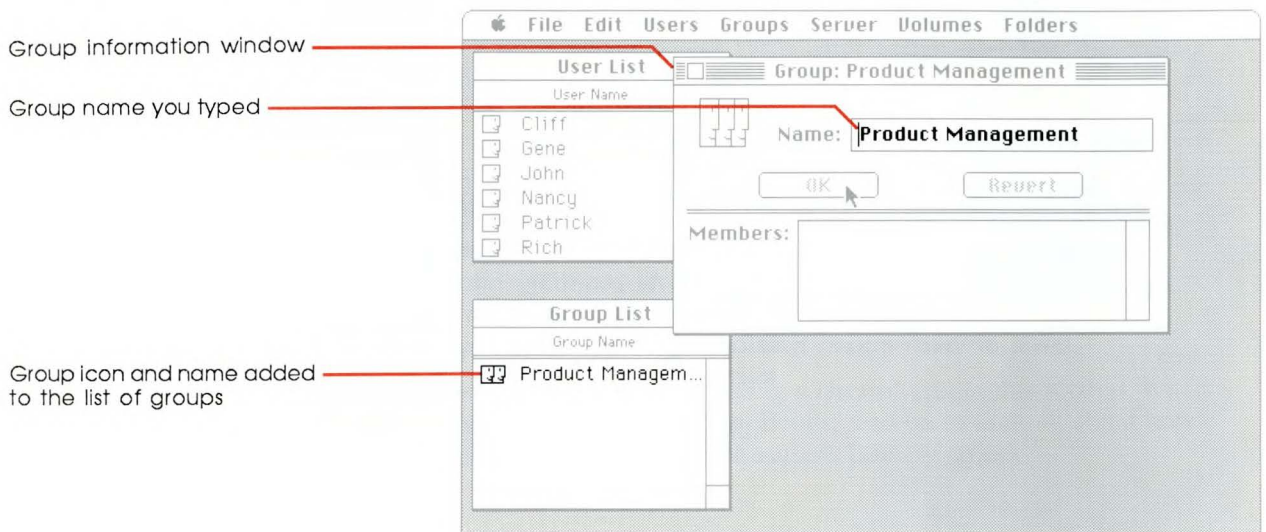 File Edit Users Groups Server Volumes Folders
Group information window
User List
Group: Product Management
User Name
Group name you typed
Cliff
Name: Product Management
Gene
John
OK Revert
Nancy
Patrick
Members:
Rich
Group List
Group Name
Group icon and name added
to the list of groups
Product Managem...